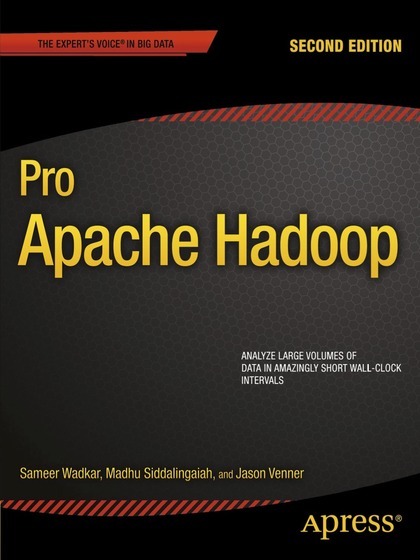 THE EXPERT'S VOICE® IN BIG DATA
SECOND EDITION
Pro
Apache Hadoop
ANALYZE LARGE VOLUMES OF
DATA IN AMAZINGLY SHORT WALL-CLOCK
INTERVALS
Sameer Wadkar, Madhu Siddalingaiah, and Jason Venner
Apress®